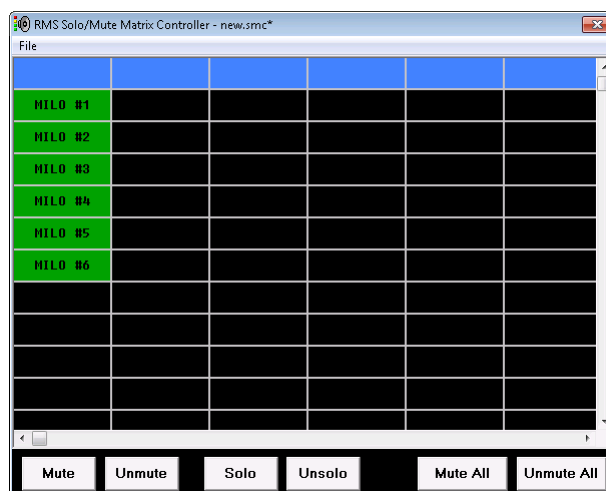 RMS Solo/Mute Matrix Controller - new.smc*
File
MILO #1
MILO #2
MILO #3
MILO #4
MILO #5
MILO #6
Mute Unmute Solo Unsolo Mute All Unmute All